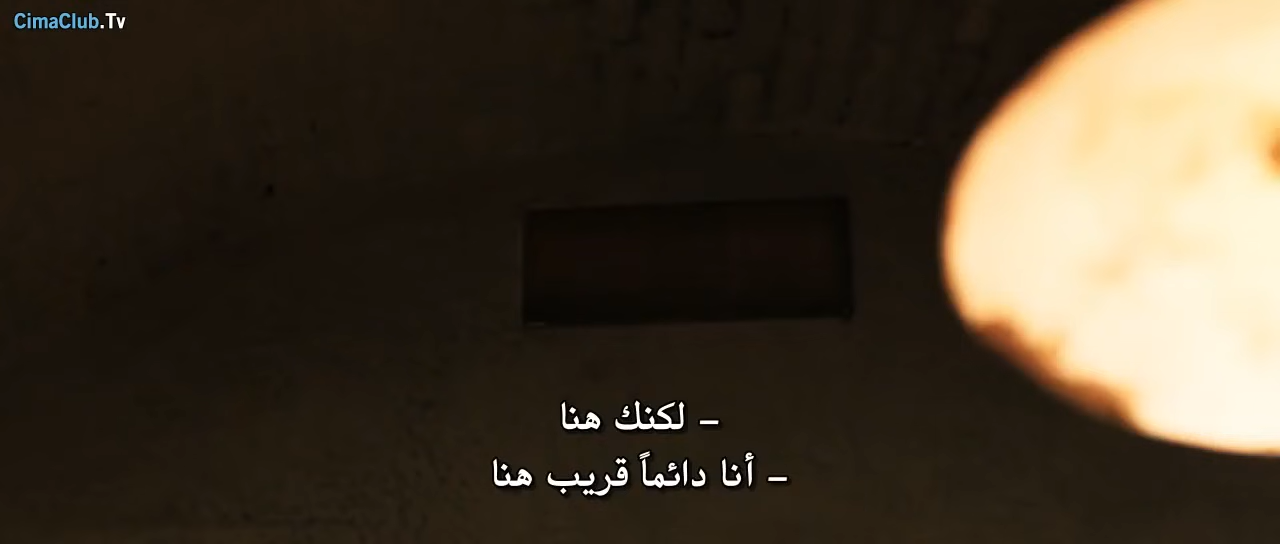 CimaClub.Tv
– لكنك هنا
– أنا دائماً قريب هنا